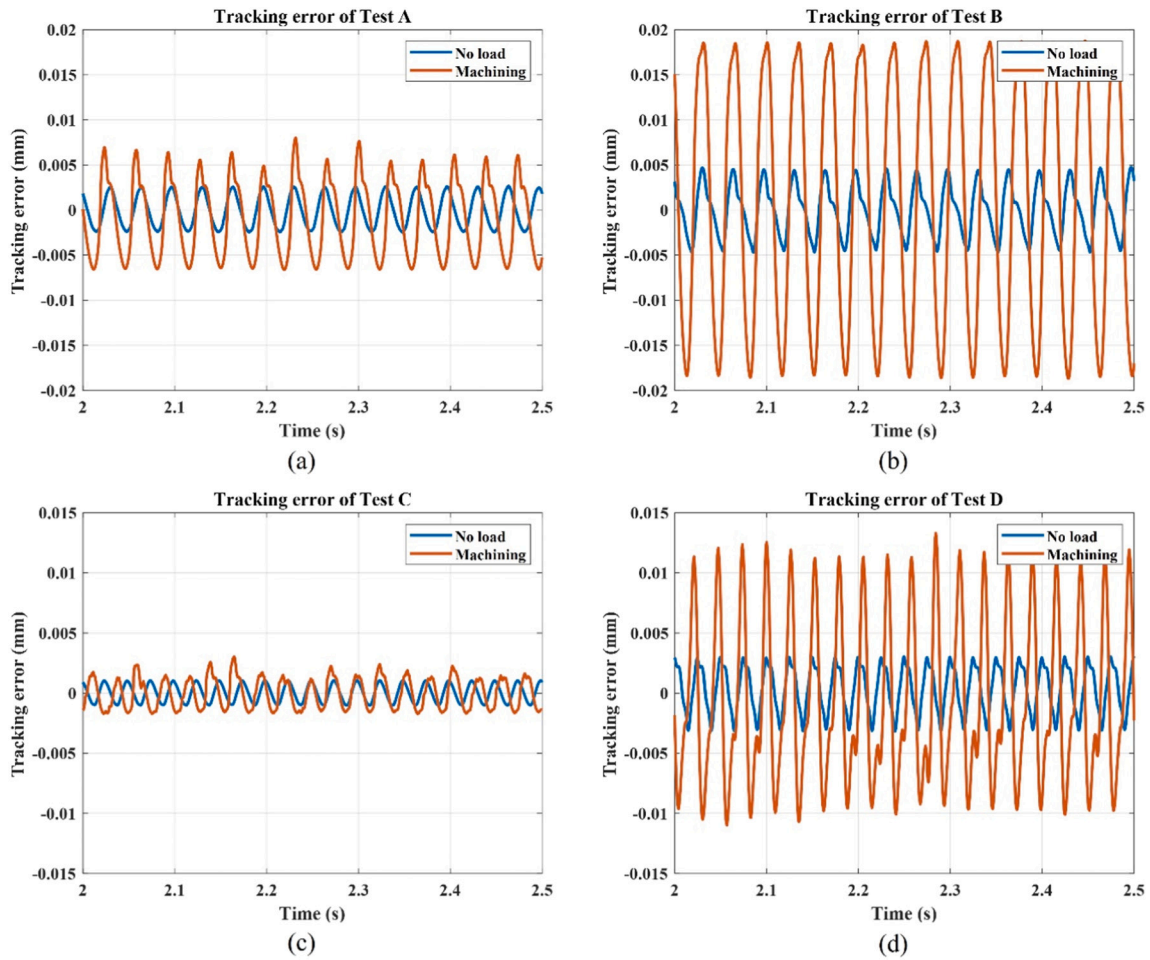 Tracking error of Test A
No load
Machining
Tracking error (mm)
0.02
0.015
0.01
0.005
0
-0.005
-0.01
-0.015
-0.02
2
2.1
2.2
2.3
2.4
2.5
Time (s)
(a)
Tracking error of Test B
No load
Machining
Tracking error (mm)
0.02
0.015
0.01
0.005
0
-0.005
-0.01
-0.015
-0.02
2
2.1
2.2
2.3
2.4
2.5
Time (s)
(b)
Tracking error of Test C
No load
Machining
Tracking error (mm)
0.015
0.01
0.005
0
-0.005
-0.01
-0.015
2
2.1
2.2
2.3
2.4
2.5
Time (s)
(c)
Tracking error of Test D
No load
Machining
Tracking error (mm)
0.015
0.01
0.005
0
-0.005
-0.01
-0.015
2
2.1
2.2
2.3
2.4
2.5
Time (s)
(d)